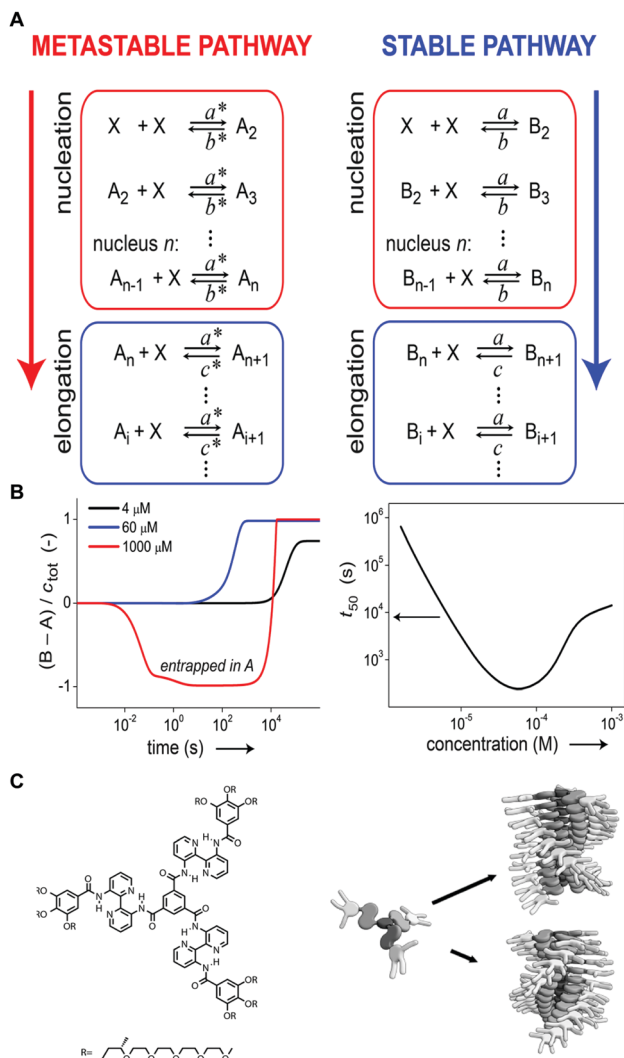 A
METASTABLE PATHWAY
STABLE PATHWAY
nucleation
X + X a* b* A2
A2 + X a* b* A3
nucleus n:
An-1 + X a* b* An
elongation
An + X a* c* An+1
Ai + X a* c* Ai+1
nucleation
X + X a b B2
B2 + X a b B3
nucleus n:
Bn-1 + X a b Bn
elongation
Bn + X a c Bn+1
Bi + X a c Bi+1
B
(B – A) / ctot (-)
1
0
-1
4 μM
60 μM
1000 μM
entrapped in A
10-2 100 102 104
time (s)
t50 (s)
106
105
104
103
10-5 10-4 10-3
concentration (M)
C
OR
RO OR
H N O
N N
N N H
O
RO O N H N O
RO N H N O
OR
O N H N
N N
H N O
OR
RO OR
R= O O O O O